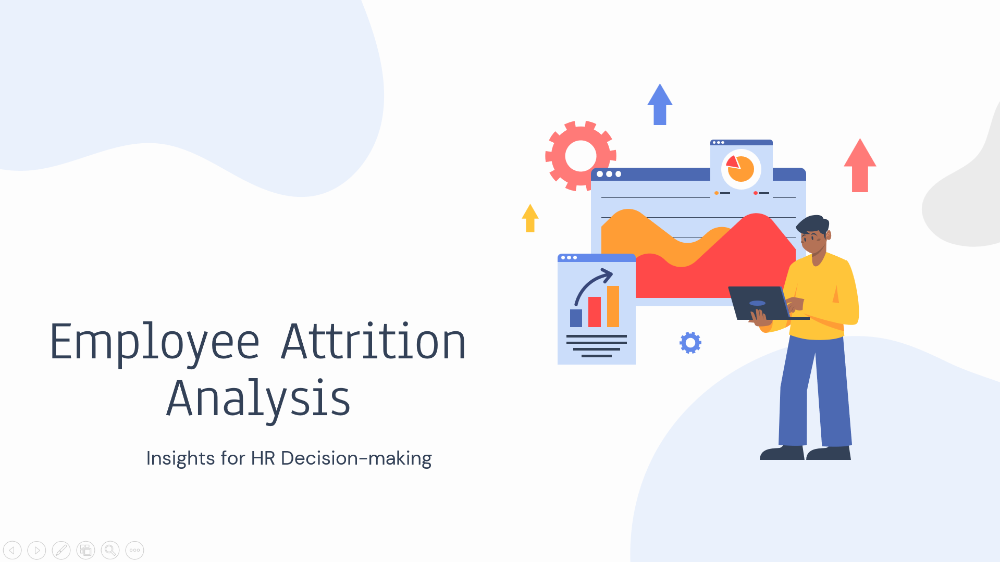 Employee Attrition
Analysis
Insights for HR Decision-making